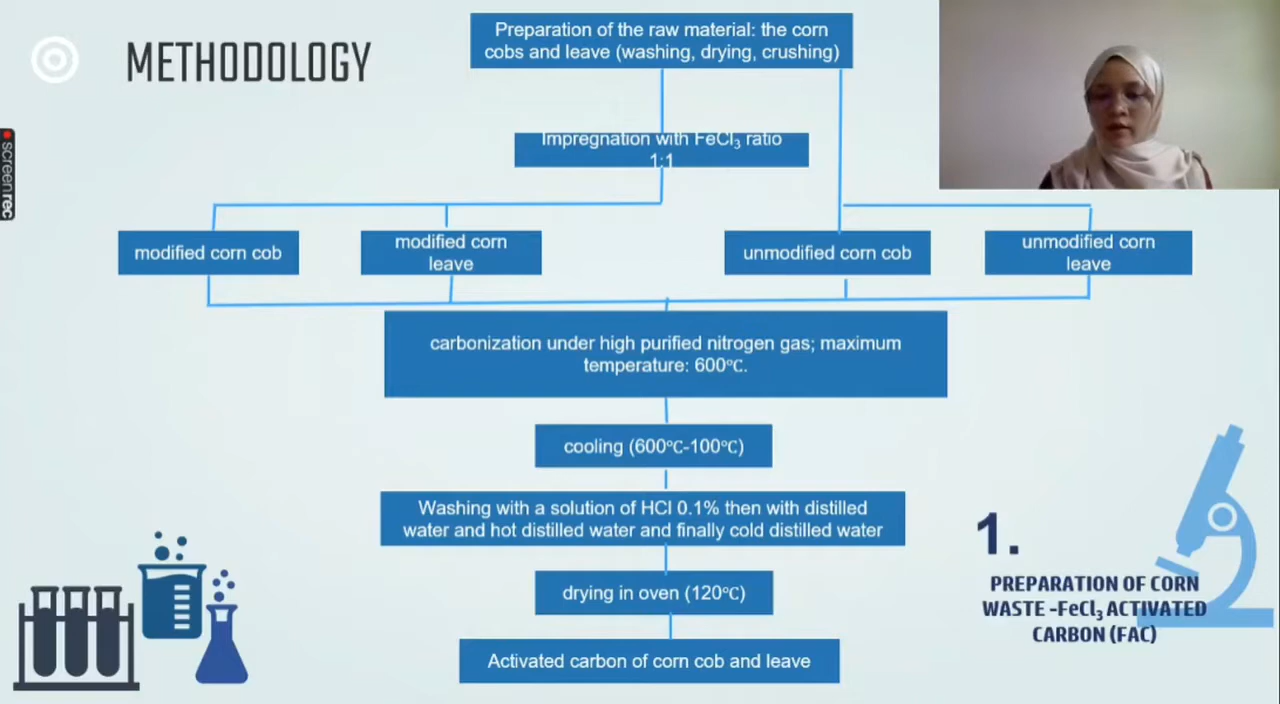 METHODOLOGY
Preparation of the raw material: the corn
cobs and leave (washing, drying, crushing)
Impregnation with FeCl₃ ratio
1:1
modified corn cob
modified corn
leave
unmodified corn cob
unmodified corn
leave
carbonization under high purified nitrogen gas; maximum
temperature: 600℃.
cooling (600℃-100℃)
Washing with a solution of HCl 0.1% then with distilled
water and hot distilled water and finally cold distilled water
drying in oven (120℃)
Activated carbon of corn cob and leave
1.
PREPARATION OF CORN
WASTE -FeCl₃ ACTIVATED
CARBON (FAC)
screenrec